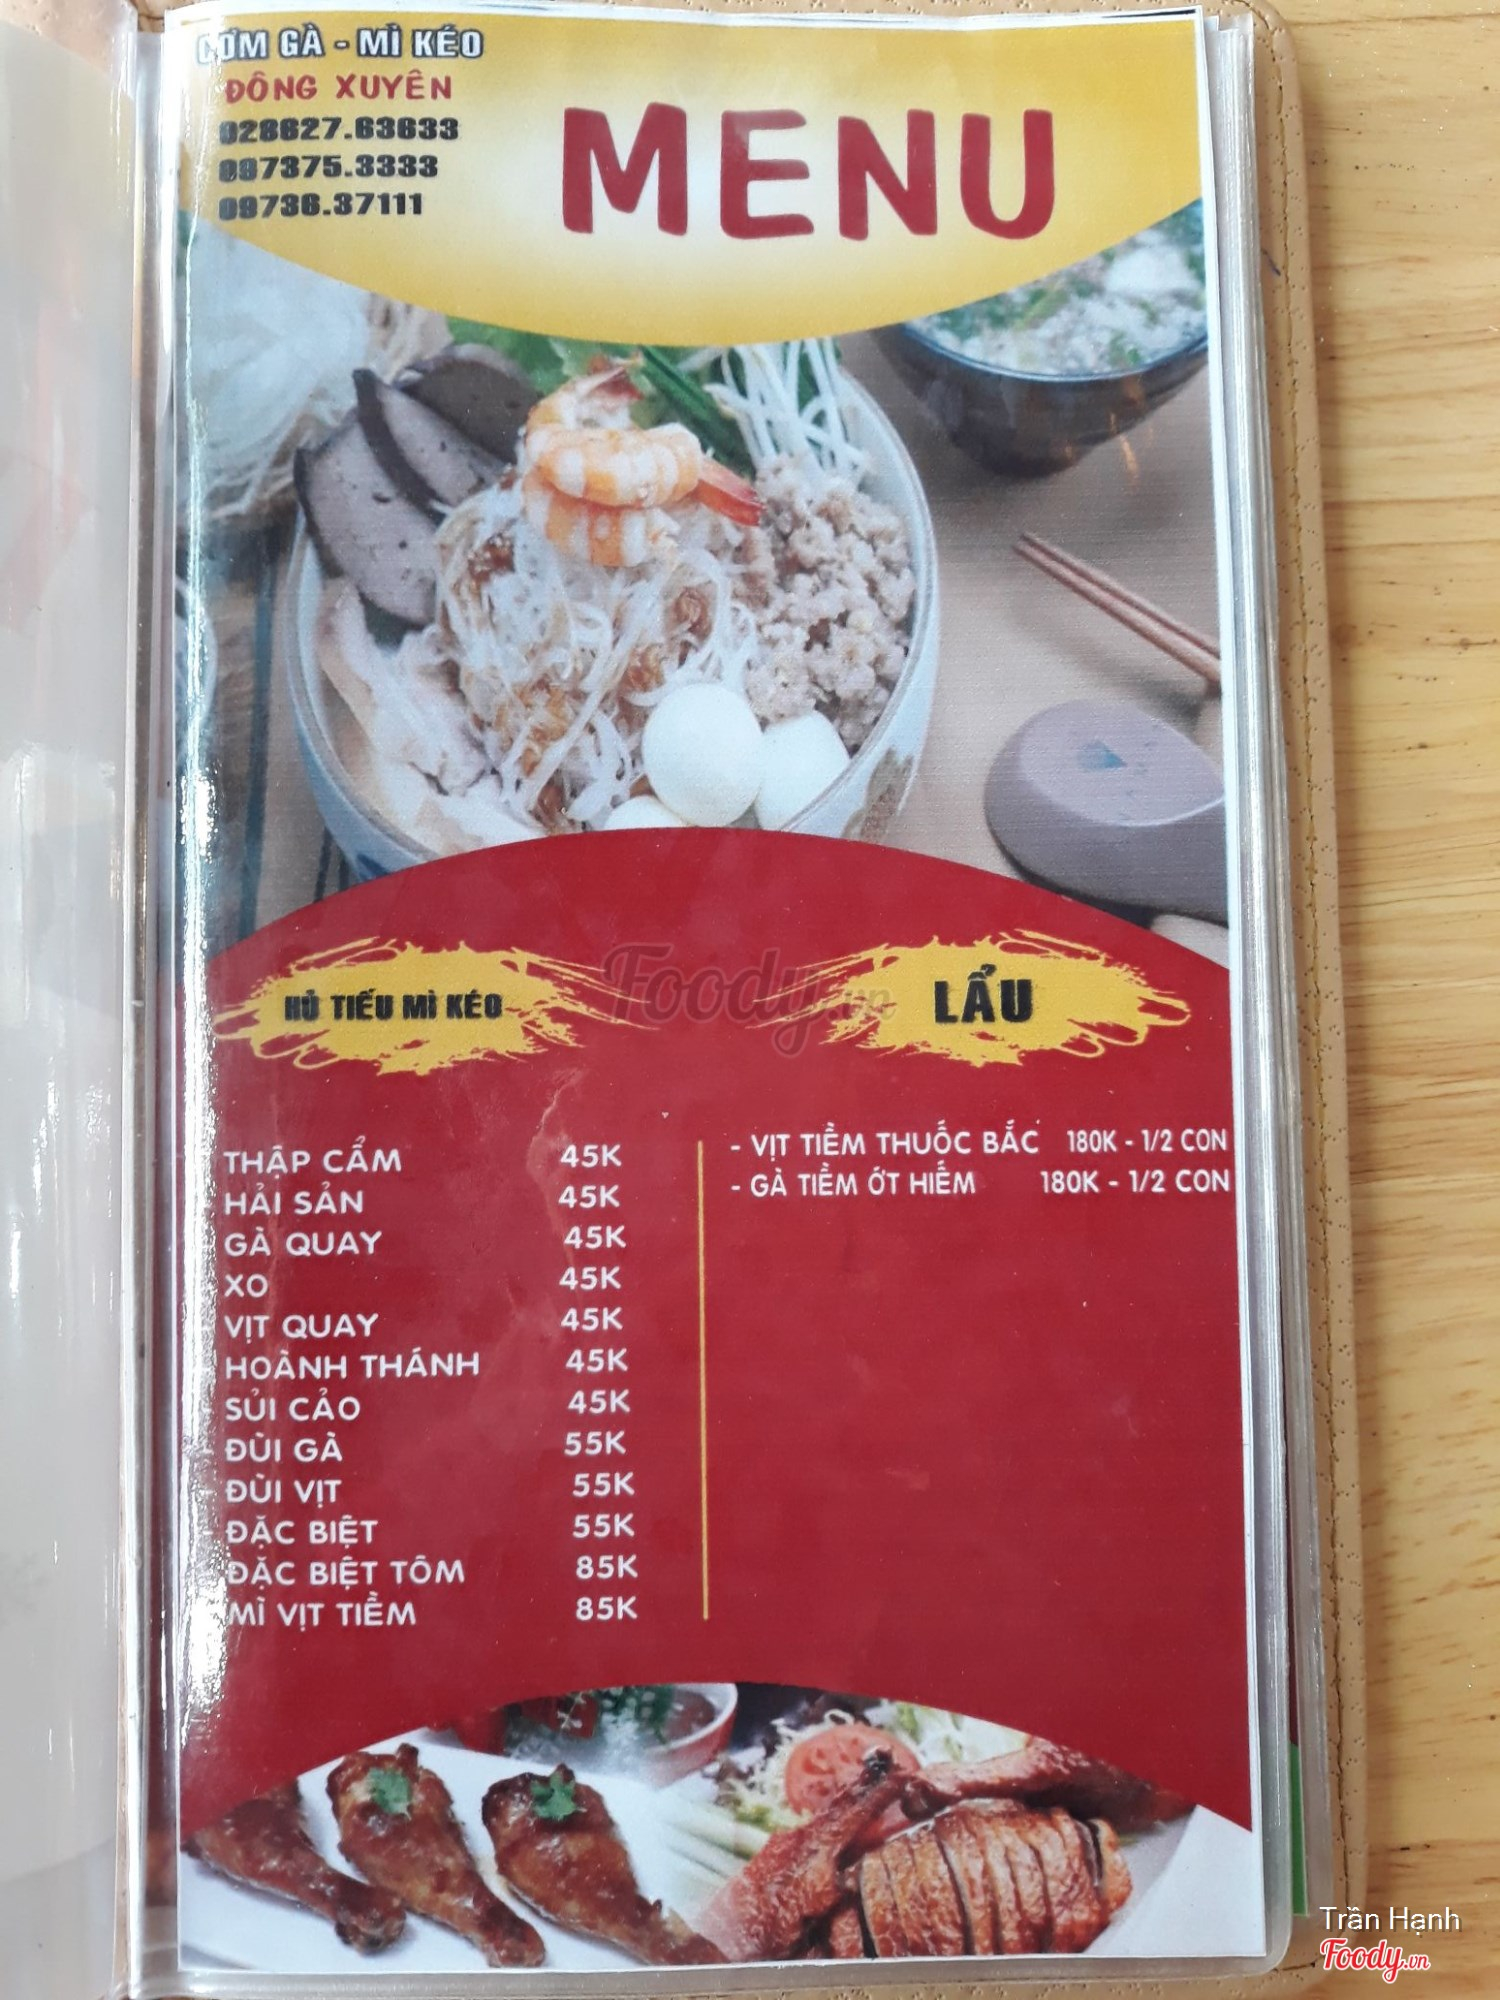 CƠM GÀ - MÌ KÉO
ĐÔNG XUYÊN
028627.63633
097375.3333
09736.37111
MENU
HỦ TIẾU MÌ KÉO
THẬP CẨM 45K
HẢI SẢN 45K
GÀ QUAY 45K
XO 45K
VỊT QUAY 45K
HOÀNH THÁNH 45K
SỦI CẢO 45K
ĐÙI GÀ 55K
ĐÙI VỊT 55K
ĐẶC BIỆT 55K
ĐẶC BIỆT TÔM 85K
MÌ VỊT TIỀM 85K
LẨU
- VỊT TIỀM THUỐC BẮC 180K - 1/2 CON
- GÀ TIỀM ỚT HIẾM 180K - 1/2 CON
Foody.vn
Trần Hạnh
Foody.vn